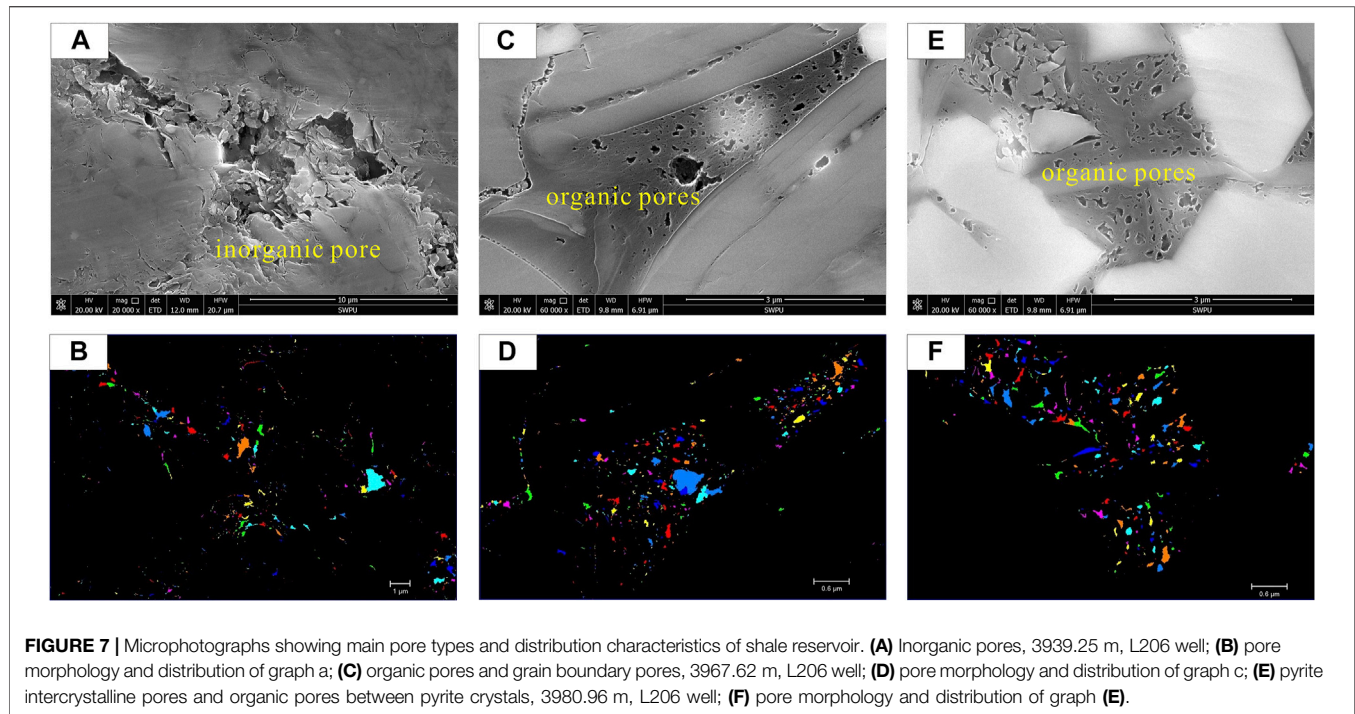 A
inorganic pore
HV mag □ det WD HFW 10 μm
20.00 kV 20 000 x ETD 12.0 mm 20.7 μm SWPU
C
organic pores
HV mag □ det WD HFW 3 μm
20.00 kV 60 000 x ETD 9.8 mm 6.91 μm SWPU
E
organic pores
HV mag □ det WD HFW 3 μm
20.00 kV 60 000 x ETD 9.8 mm 6.91 μm SWPU
B
1 μm
D
0.6 μm
F
0.6 μm
FIGURE 7 | Microphotographs showing main pore types and distribution characteristics of shale reservoir. (A) Inorganic pores, 3939.25 m, L206 well; (B) pore
morphology and distribution of graph a; (C) organic pores and grain boundary pores, 3967.62 m, L206 well; (D) pore morphology and distribution of graph c; (E) pyrite
intercrystalline pores and organic pores between pyrite crystals, 3980.96 m, L206 well; (F) pore morphology and distribution of graph (E).